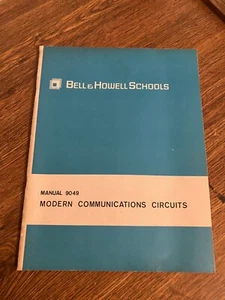 BELL & HOWELL SCHOOLS
MANUAL 9049
MODERN COMMUNICATIONS CIRCUITS